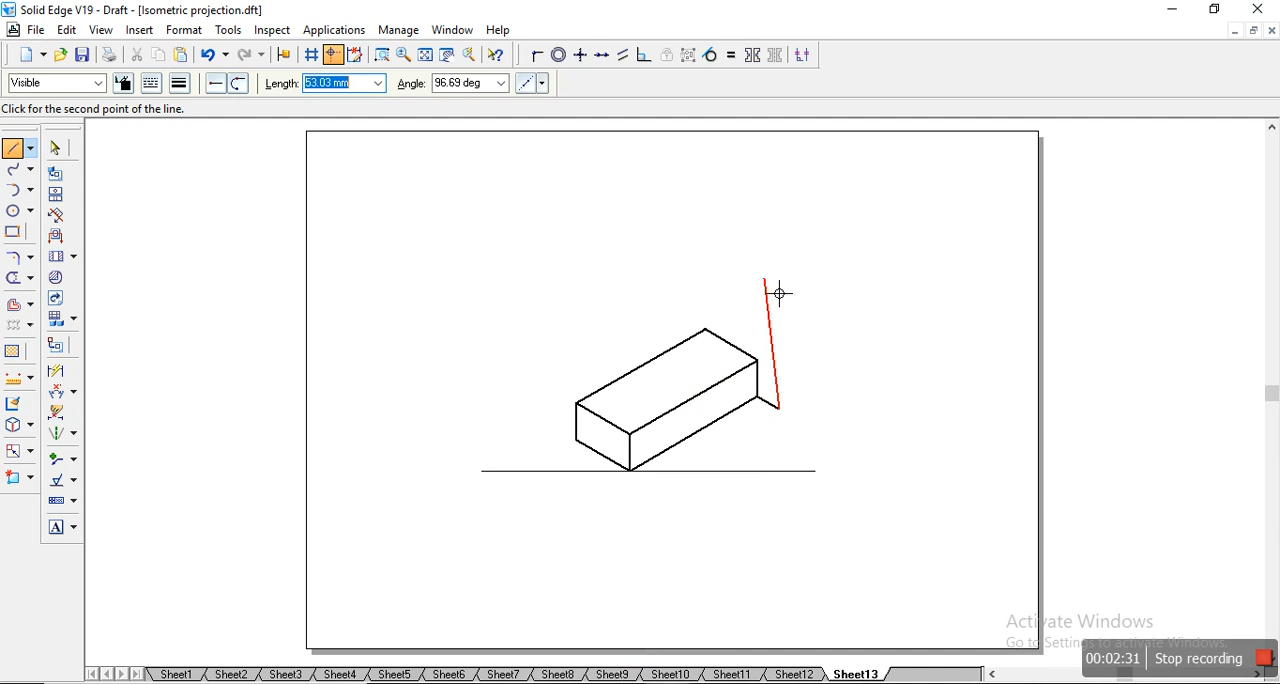 Solid Edge V19 - Draft - [Isometric projection.dft]
File Edit View Insert Format Tools Inspect Applications Manage Window Help
Visible Length: 53.03 mm Angle: 96.69 deg
Click for the second point of the line.
A
Activate Windows
Go to Settings to activate Windows.
00:02:31 Stop recording
Sheet1 Sheet2 Sheet3 Sheet4 Sheet5 Sheet6 Sheet7 Sheet8 Sheet9 Sheet10 Sheet11 Sheet12 Sheet13